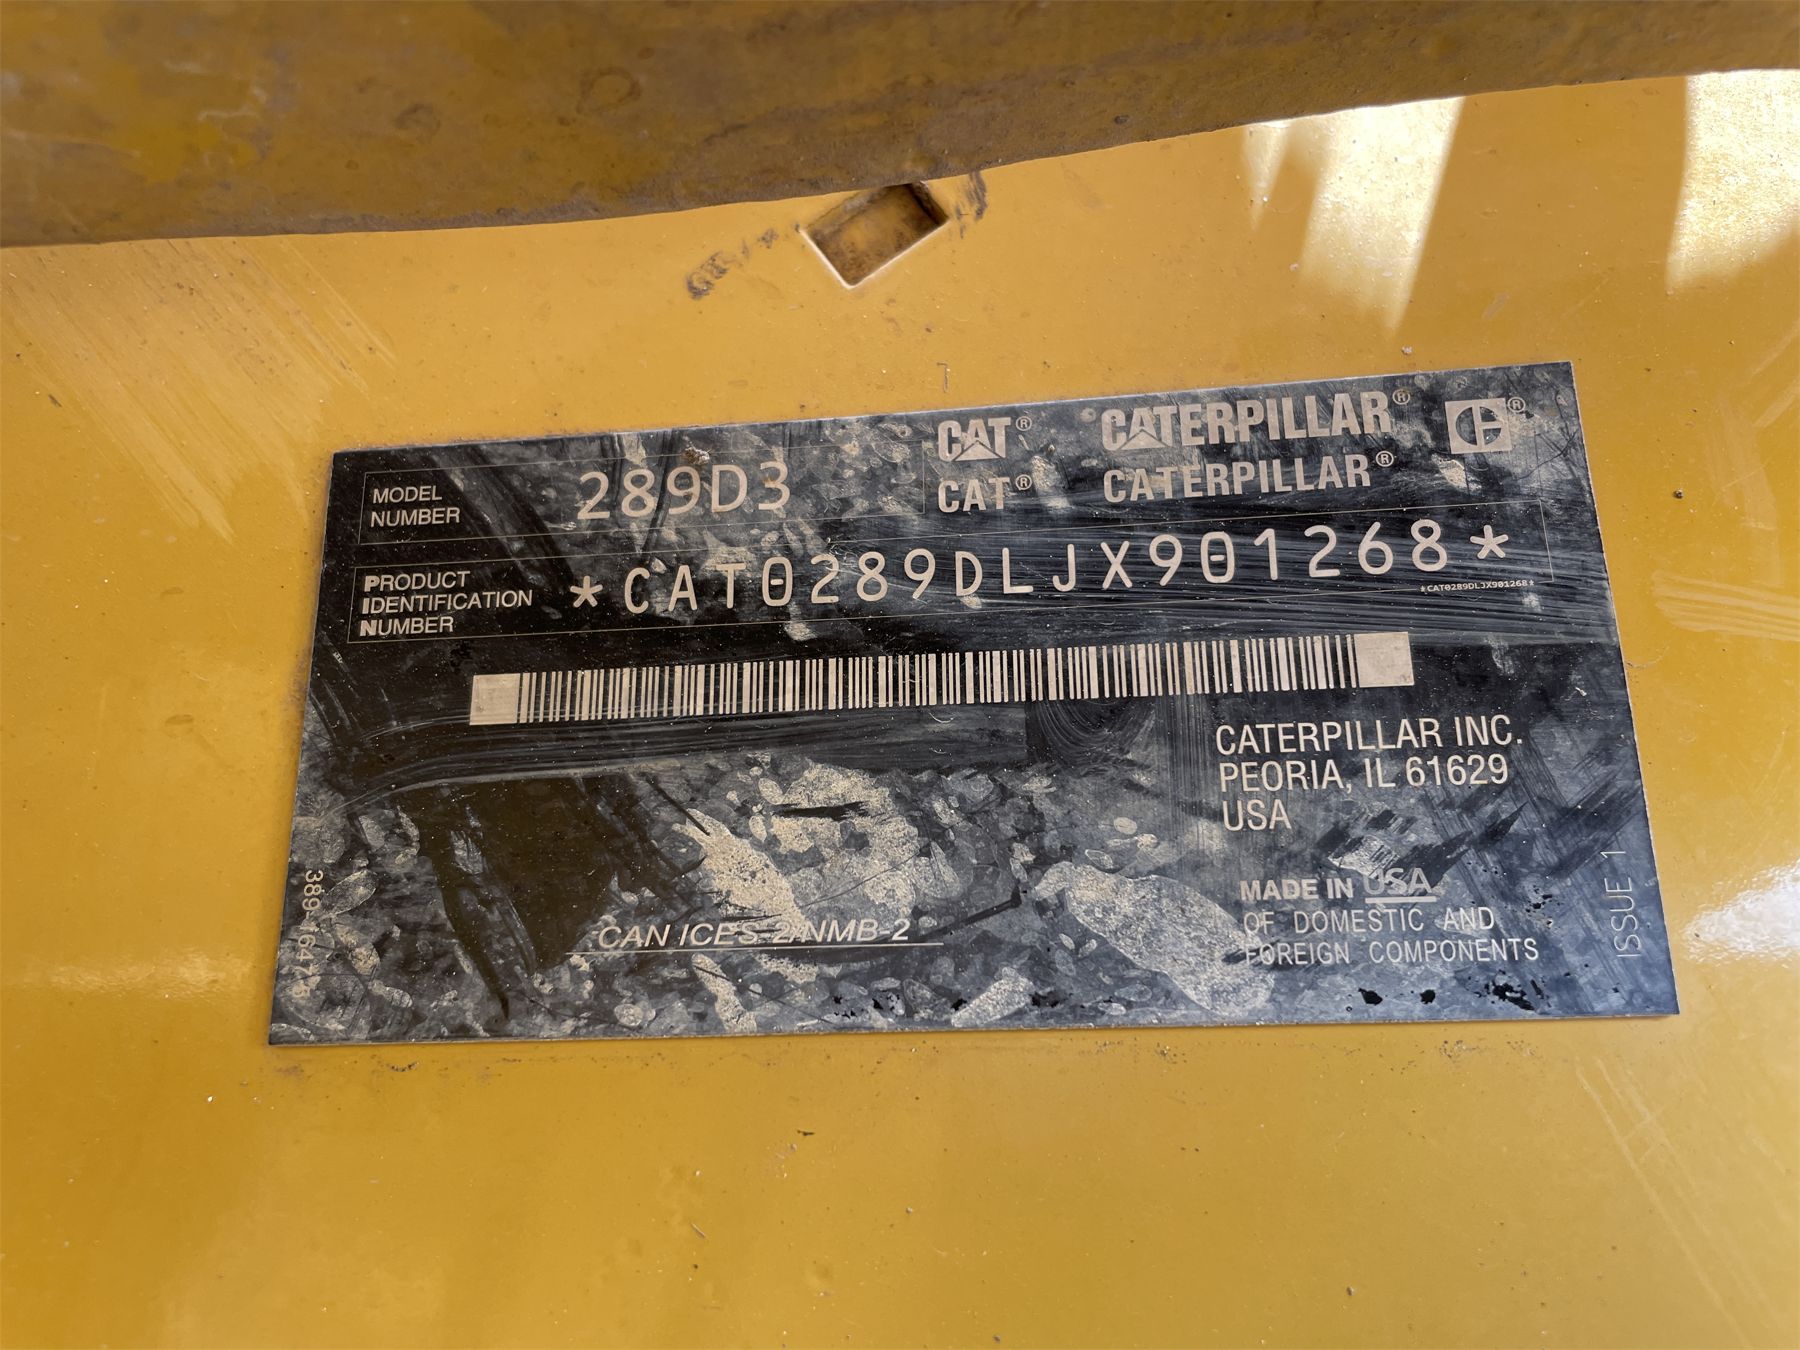 MODEL NUMBER 289D3
CAT® CATERPILLAR®
CAT® CATERPILLAR®
PRODUCT IDENTIFICATION NUMBER *CAT0289DLJX901268*
*CAT0289DLJX901268*
CATERPILLAR INC.
PEORIA, IL 61629
USA
MADE IN USA
OF DOMESTIC AND
FOREIGN COMPONENTS
CAN ICES-2/NMB-2
ISSUE 1